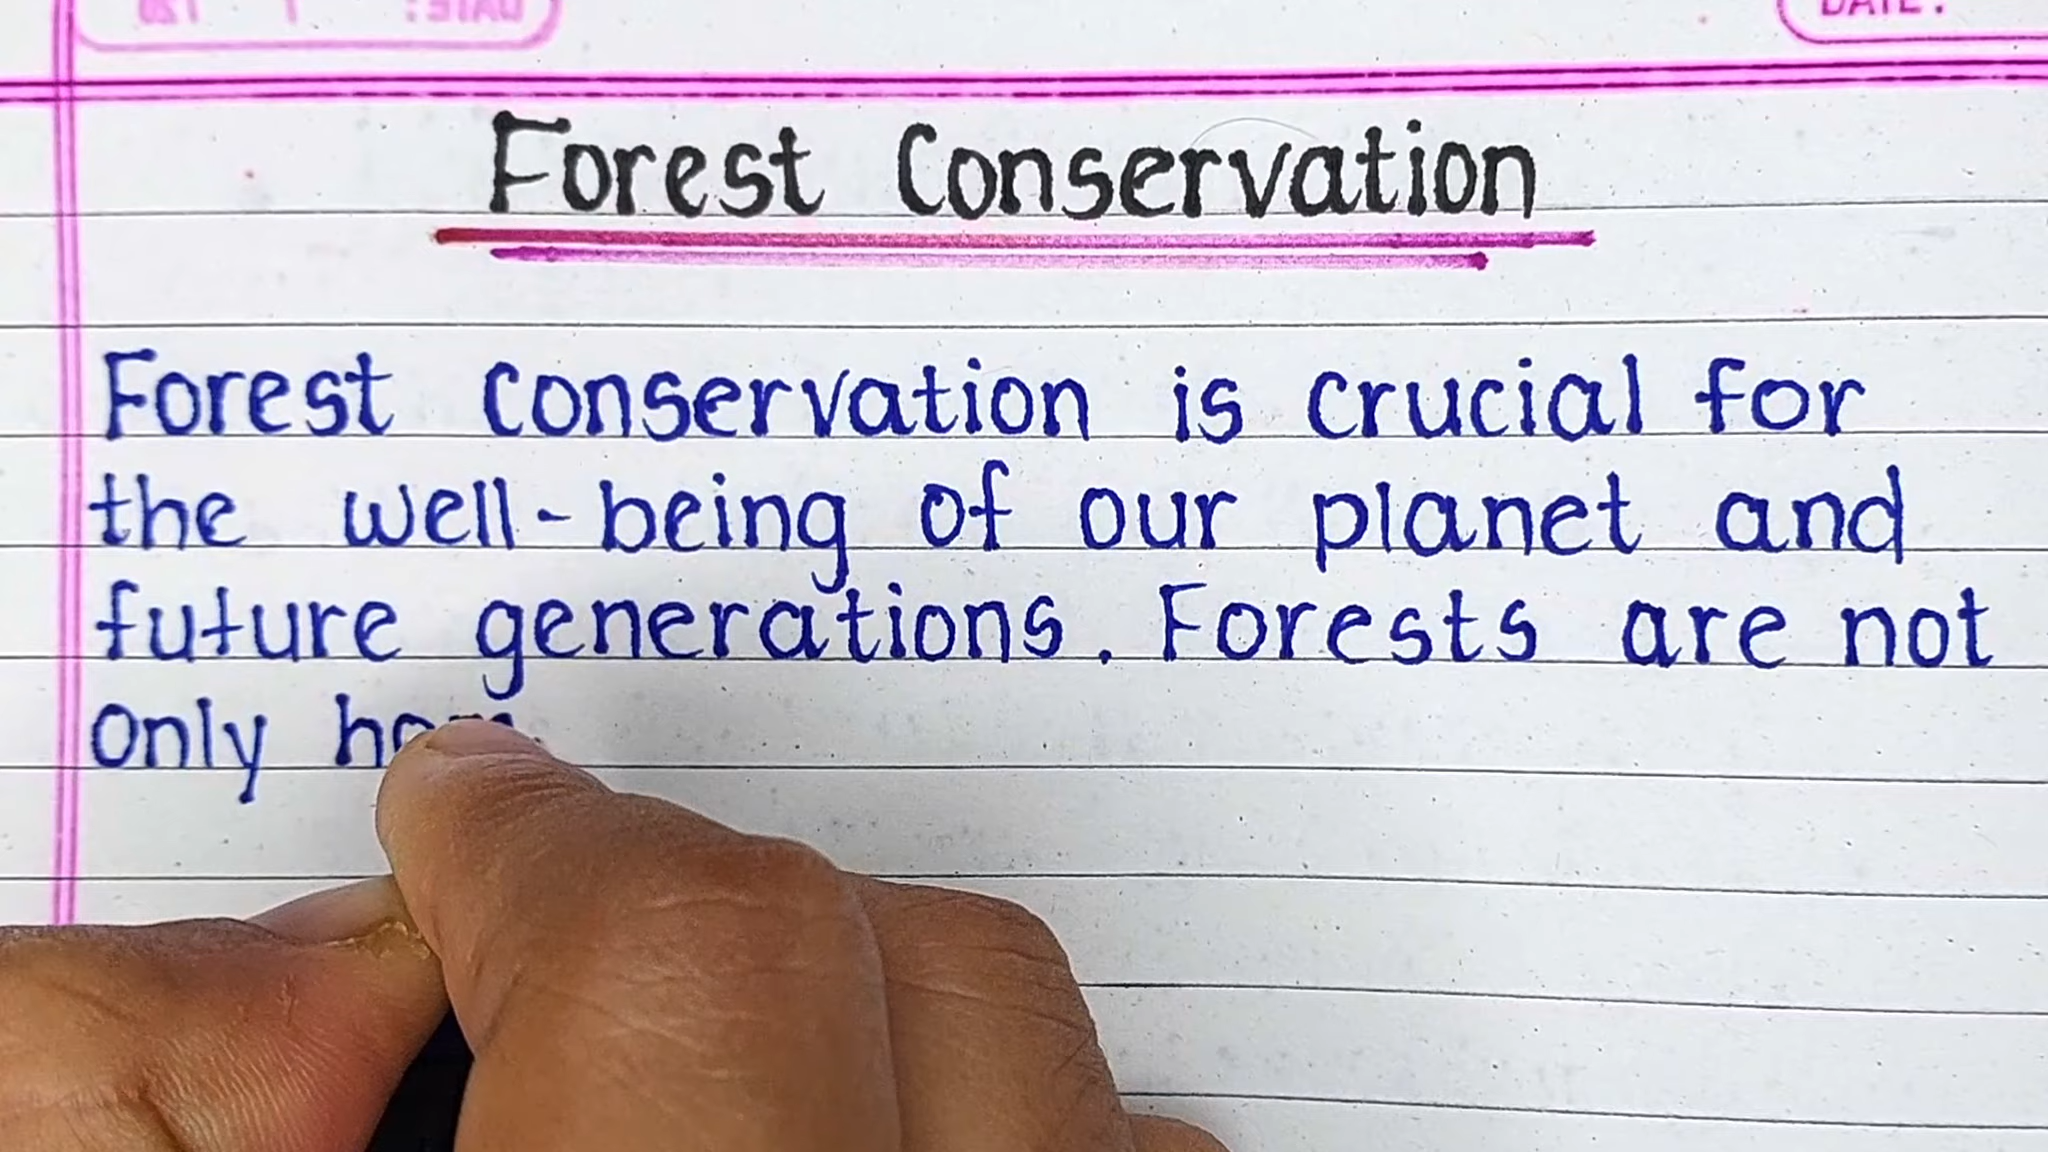 DATE:
Forest Conservation
Forest conservation is crucial for
the well-being of our planet and
future generations. Forests are not
only